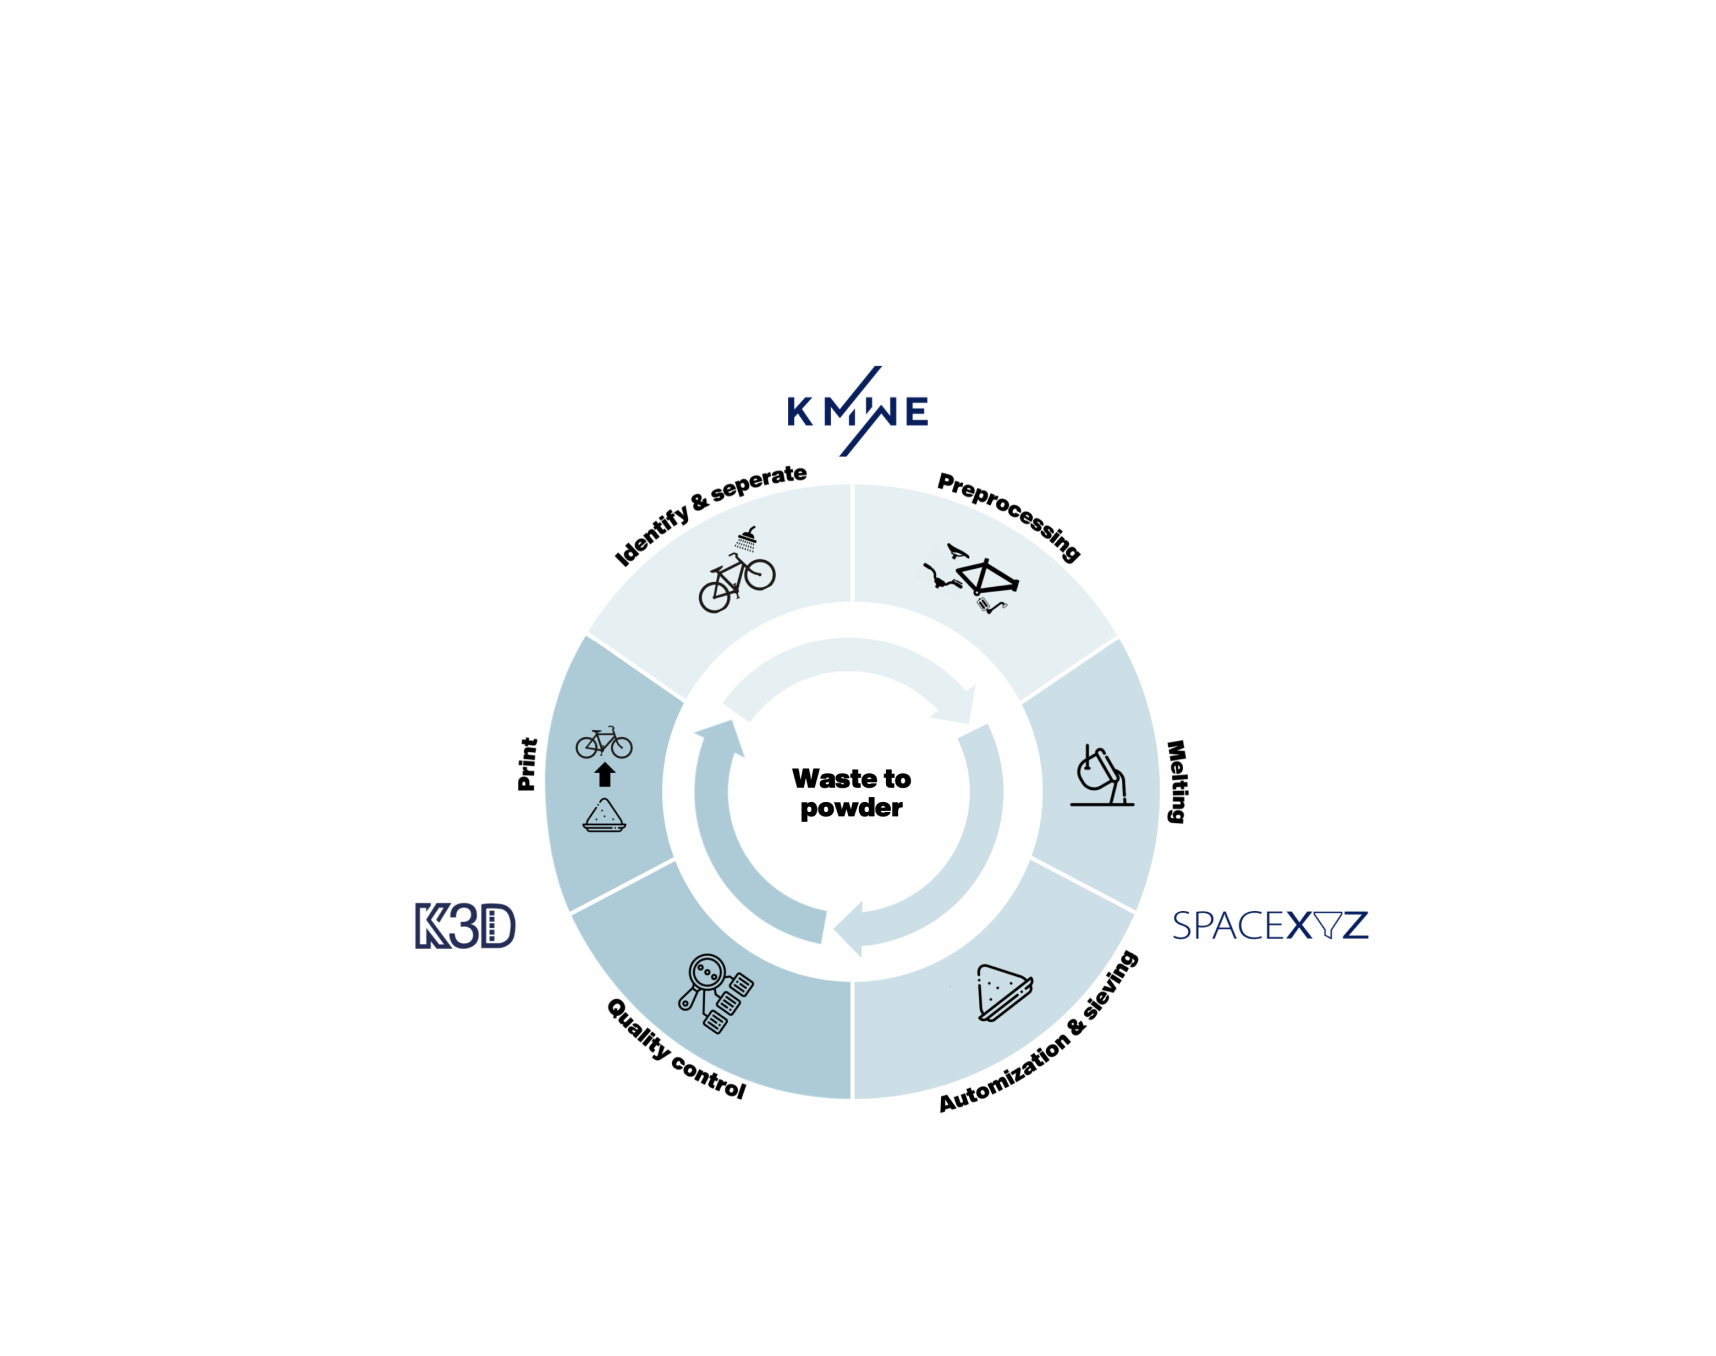 KMWE
Identify & seperate
Preprocessing
Print
Waste to
powder
Melting
K3D
SPACEXYZ
Quality control
Automization & sieving